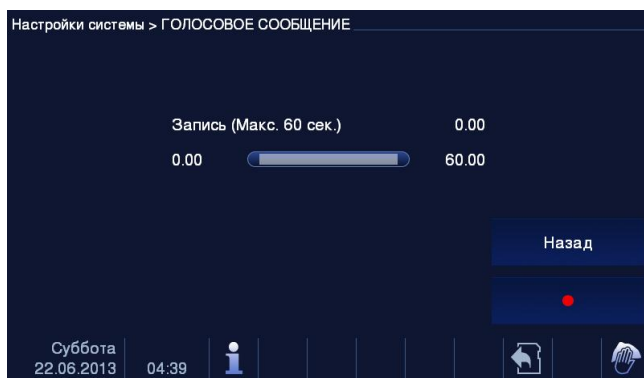 Настройки системы > ГОЛОСОВОЕ СООБЩЕНИЕ
Запись (Макс. 60 сек.) 0.00
0.00 60.00
Назад
Суббота
22.06.2013 04:39